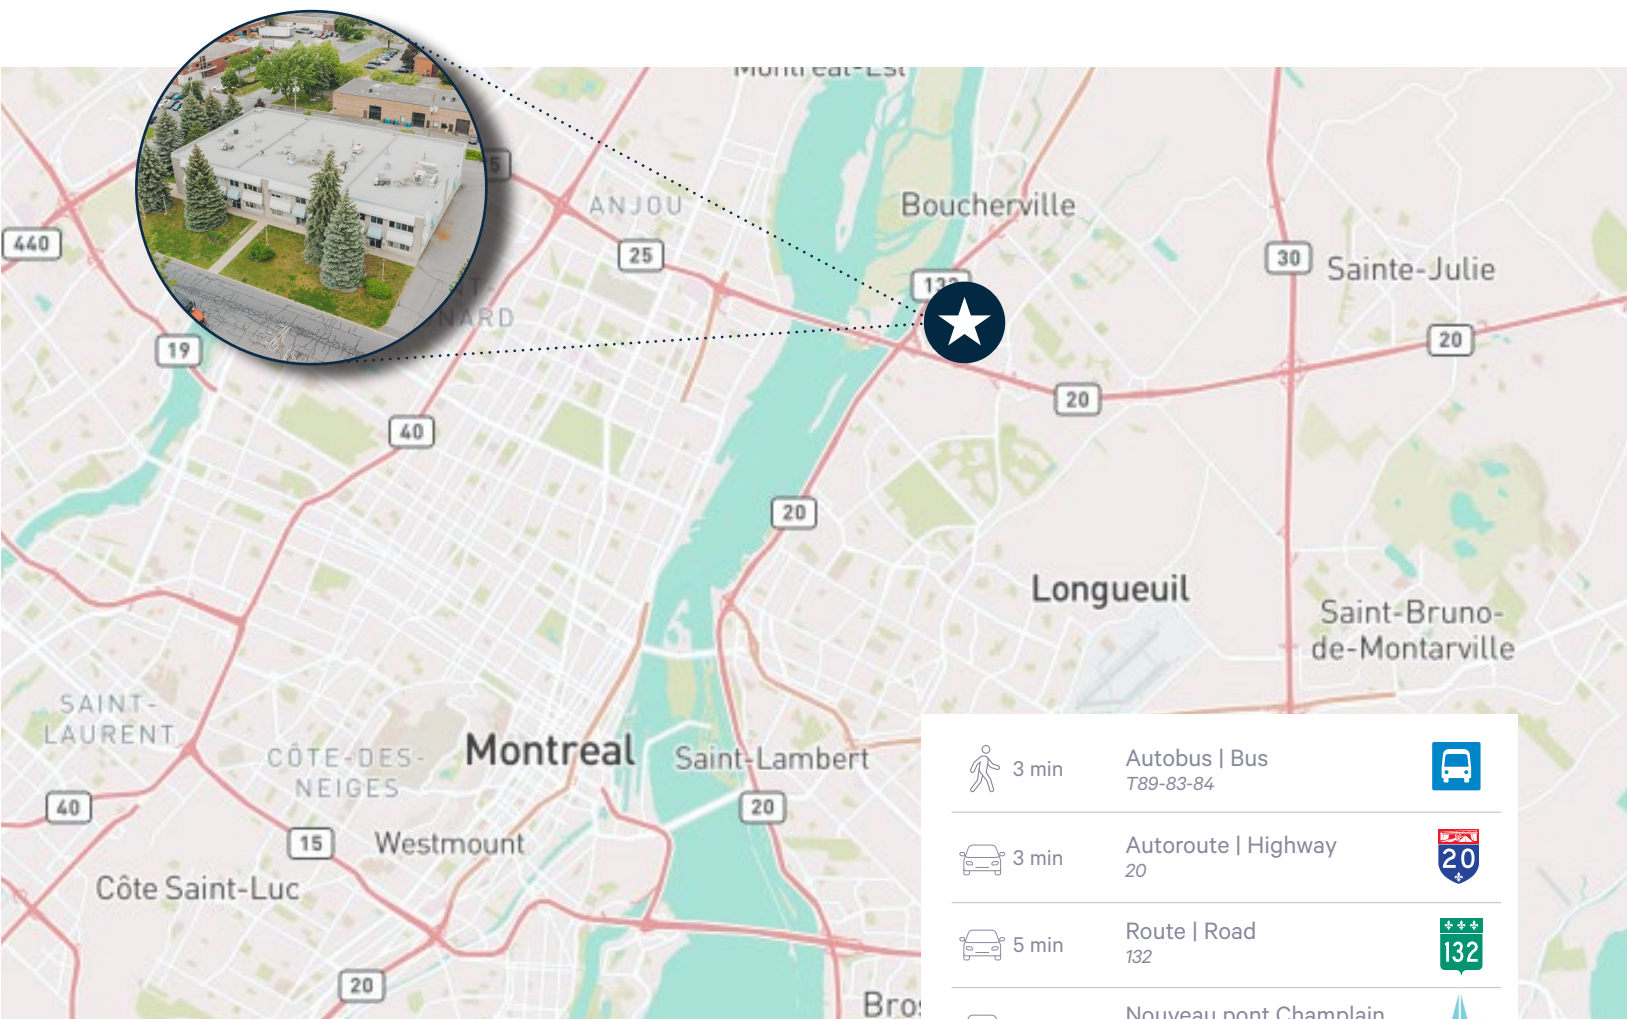 ANJOU
Boucherville
440
25
132
30
Sainte-Julie
NARD
19
20
20
40
20
Longueuil
Saint-Bruno-
de-Montarville
SAINT-
LAURENT
CÔTE-DES-
NEIGES
Montreal
Saint-Lambert
40
20
15
Westmount
Côte Saint-Luc
20
3 min
Autobus | Bus
T89-83-84
3 min
Autoroute | Highway
20
20
5 min
Route | Road
132
132
Nouveau pont Champlain